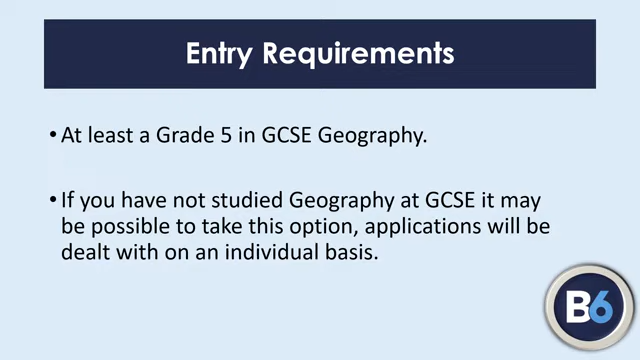 Entry Requirements
• At least a Grade 5 in GCSE Geography.
• If you have not studied Geography at GCSE it may
be possible to take this option, applications will be
dealt with on an individual basis.
B6